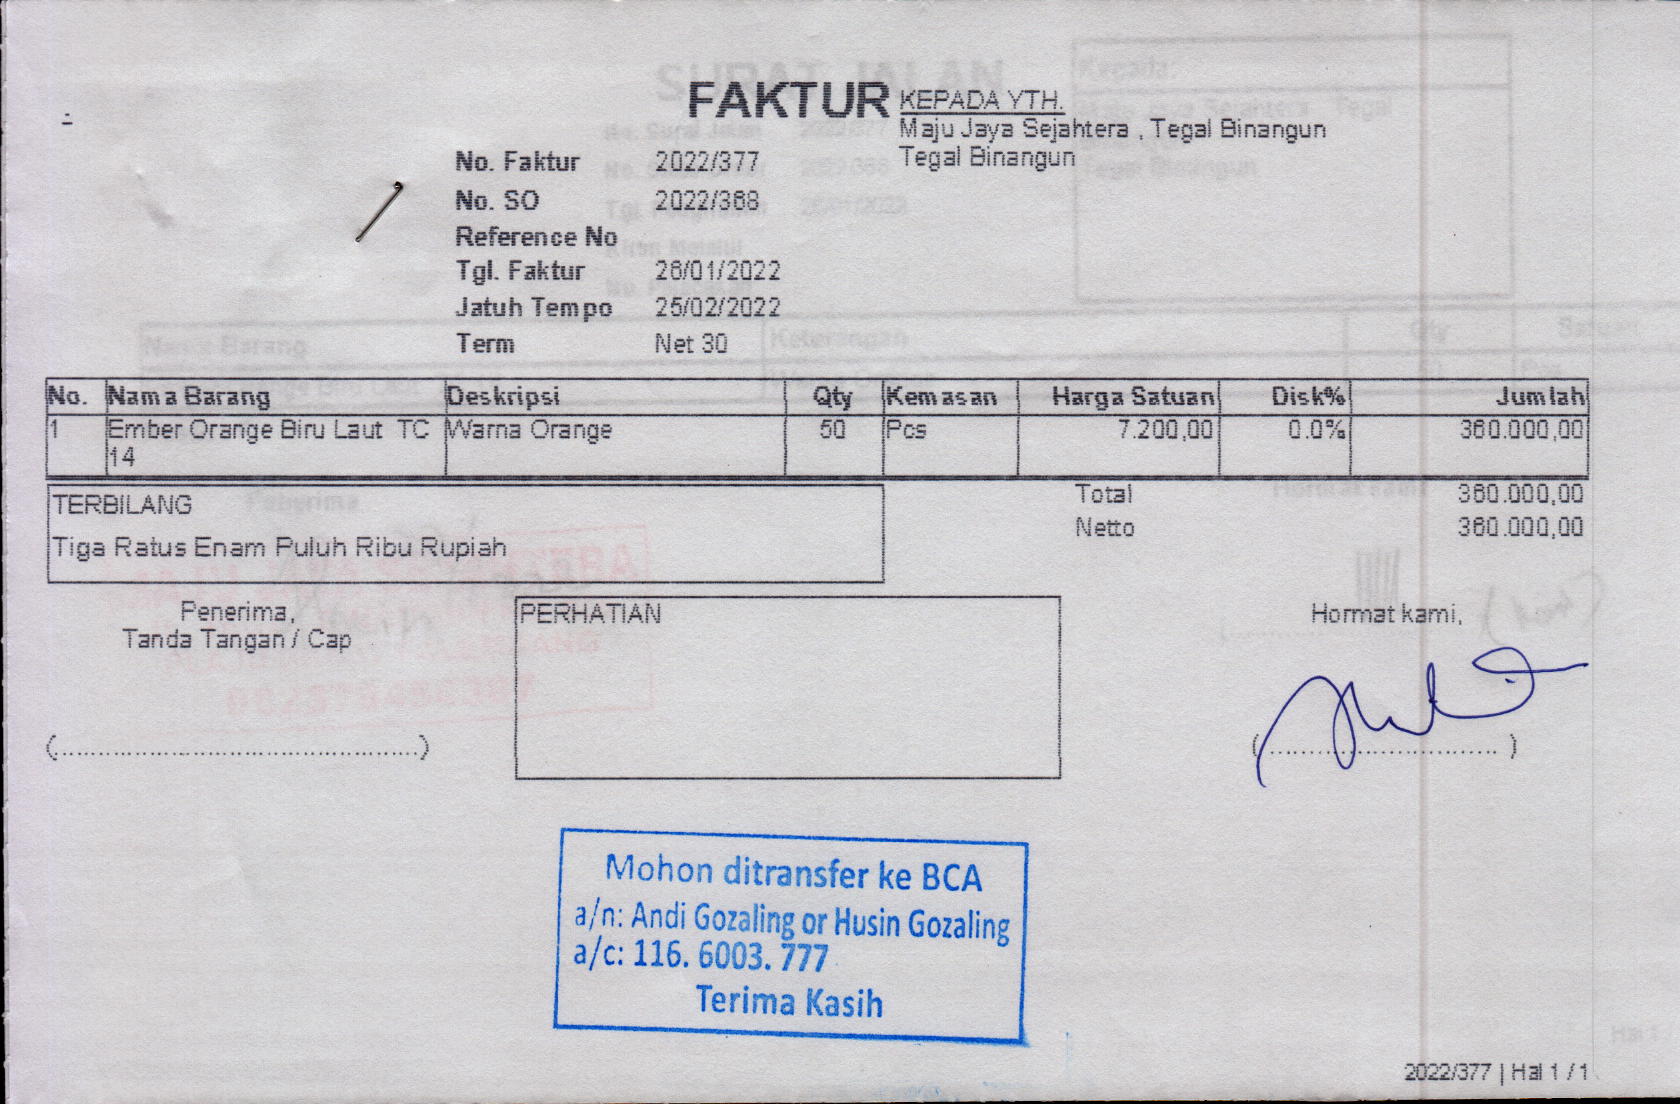 FAKTUR
KEPADA YTH.
Maju Jaya Sejahtera , Tegal Binangun
Tegal Binangun
No. Faktur 2022/377
No. SO 2022/368
Reference No
Tgl. Faktur 26/01/2022
Jatuh Tempo 25/02/2022
Term Net 30
No. Nama Barang Deskripsi Qty Kemasan Harga Satuan Disk% Jumlah
1 Ember Orange Biru Laut TC Warna Orange 50 Pcs 7.200,00 0.0% 360.000,00
14
TERBILANG
Tiga Ratus Enam Puluh Ribu Rupiah
Total 360.000,00
Netto 360.000,00
Penerima,
Tanda Tangan / Cap
PERHATIAN
Hormat kami,
Mohon ditransfer ke BCA
a/n: Andi Gozaling or Husin Gozaling
a/c: 116. 6003. 777
Terima Kasih
2022/377 | Hal 1 / 1